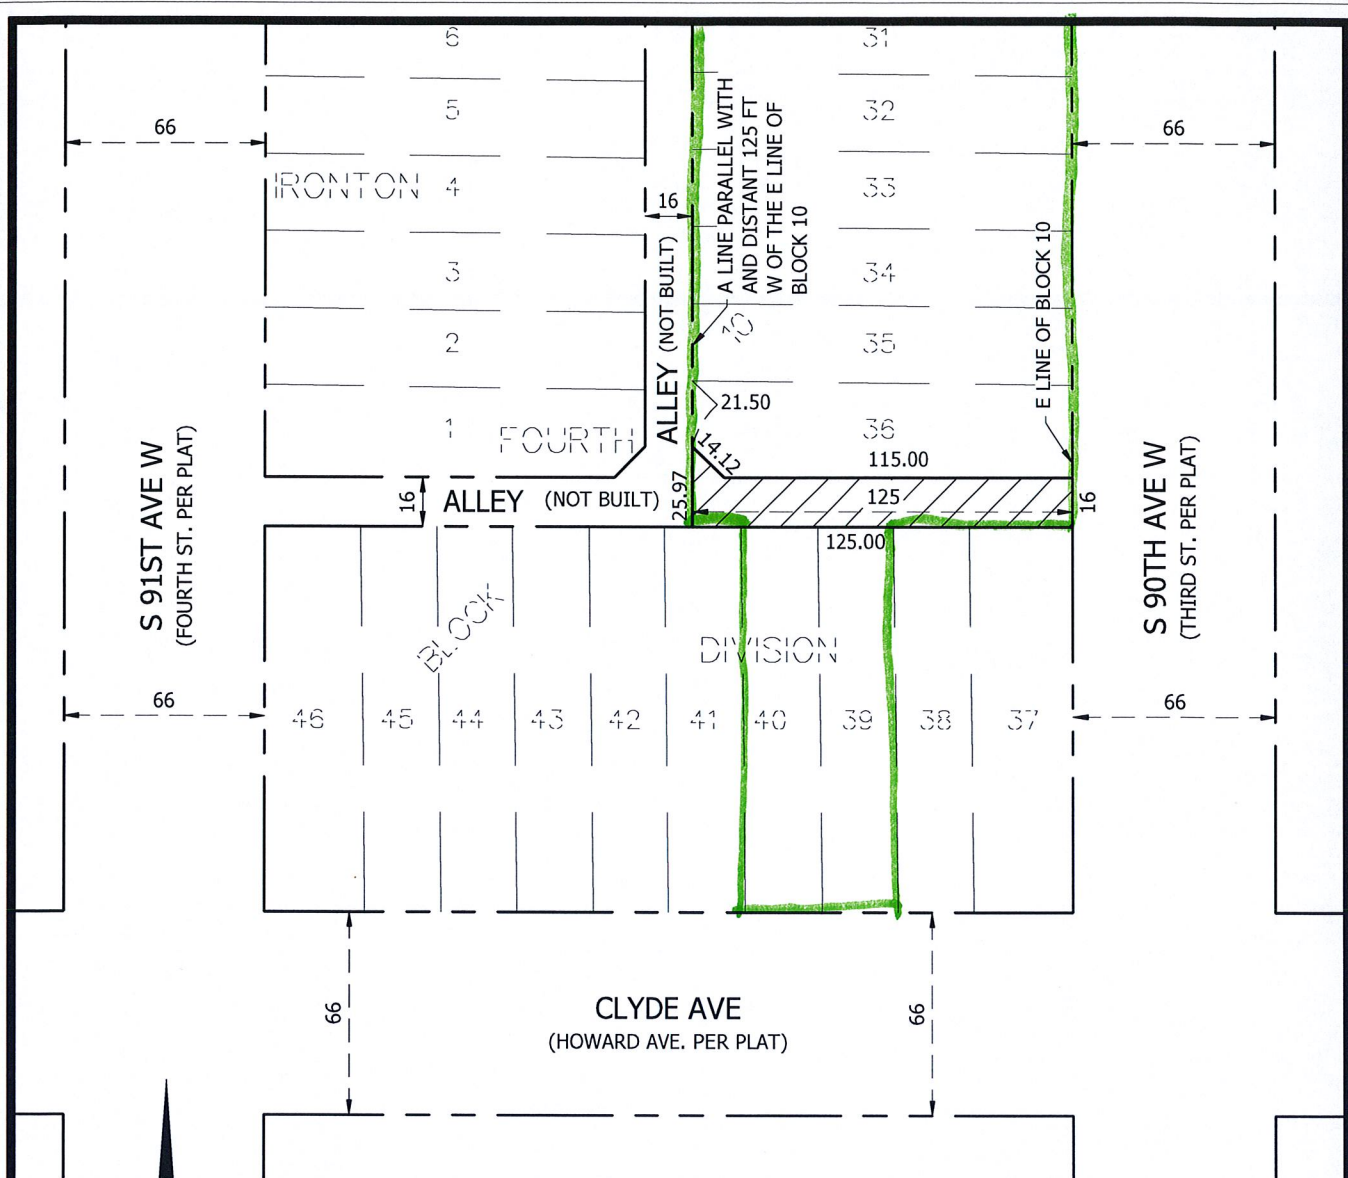 6
5
4
3
2
1
IRONTON
FOURTH
66
16
ALLEY (NOT BUILT)
A LINE PARALLEL WITH
AND DISTANT 125 FT
W OF THE E LINE OF
BLOCK 10
10
31
32
33
34
35
36
21.50
14.12
115.00
E LINE OF BLOCK 10
66
S 91ST AVE W
(FOURTH ST. PER PLAT)
16
ALLEY (NOT BUILT)
25.97
125
16
125.00
S 90TH AVE W
(THIRD ST. PER PLAT)
BLOCK
DIVISION
66
46
45
44
43
42
41
40
39
38
37
66
66
CLYDE AVE
(HOWARD AVE. PER PLAT)
66